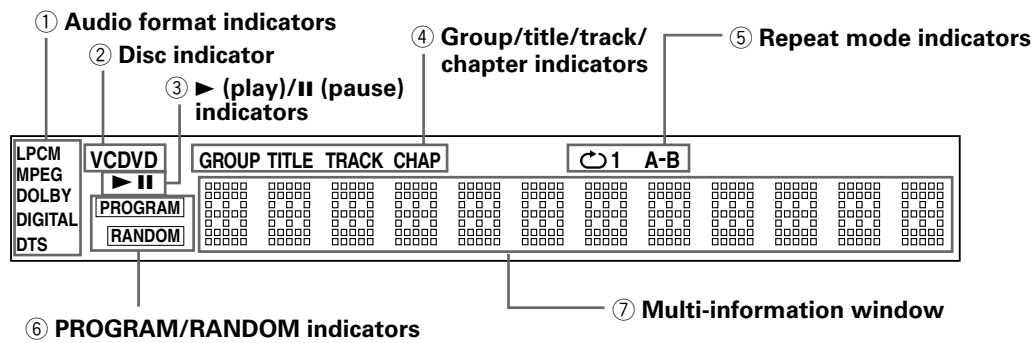 ① Audio format indicators
② Disc indicator
③ ► (play)/II (pause)
indicators
④ Group/title/track/
chapter indicators
⑤ Repeat mode indicators
LPCM
MPEG
DOLBY
DIGITAL
DTS
VCDVD
► II
PROGRAM
RANDOM
GROUP TITLE TRACK CHAP
1 A-B
⑥ PROGRAM/RANDOM indicators
⑦ Multi-information window